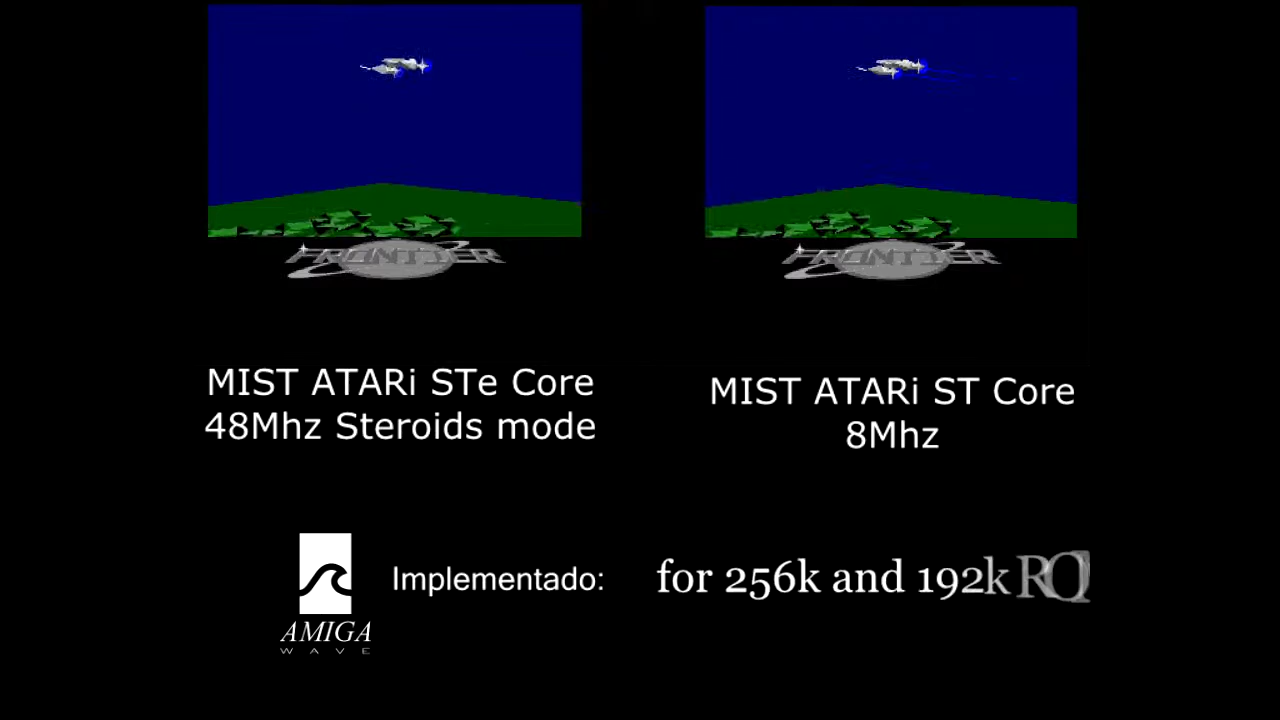 FRONTIER
FRONTIER
MIST ATARi STe Core
48Mhz Steroids mode
MIST ATARi ST Core
8Mhz
AMIGA
WAVE
Implementado:
for 256k and 192k